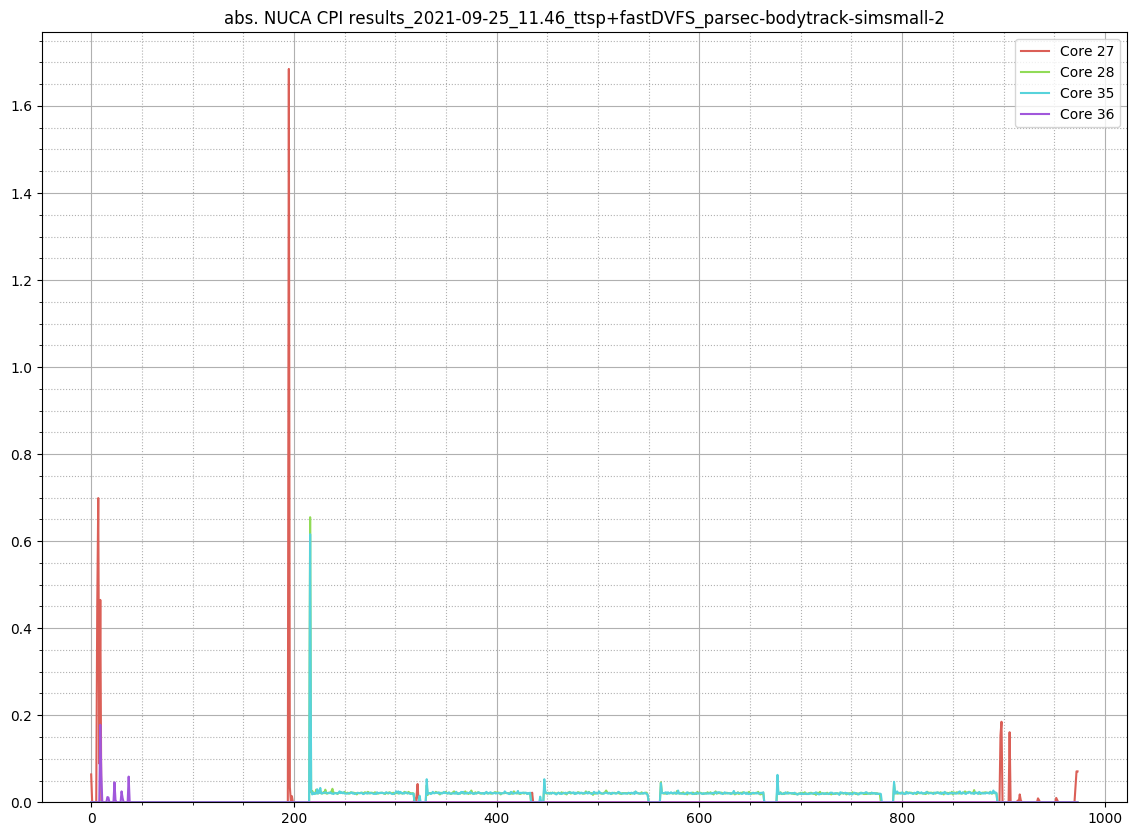 abs. NUCA CPI results_2021-09-25_11.46_ttsp+fastDVFS_parsec-bodytrack-simsmall-2
Core 27
Core 28
Core 35
Core 36
1.6
1.4
1.2
1.0
0.8
0.6
0.4
0.2
0.0
0 200 400 600 800 1000